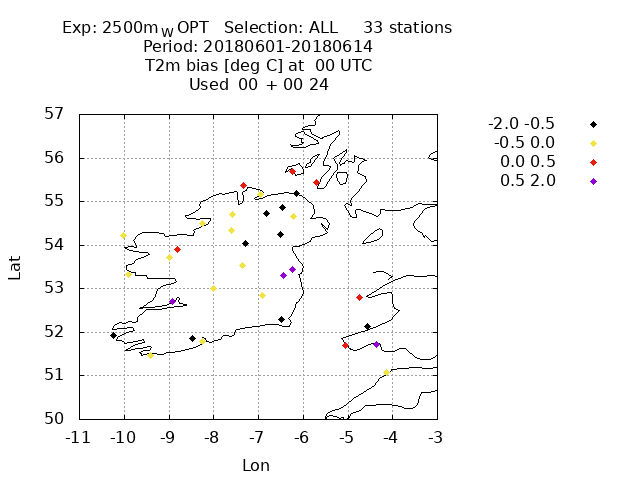 Exp: 2500m_W OPT   Selection: ALL     33 stations
Period: 20180601-20180614
T2m bias [deg C] at  00 UTC
Used  00 + 00 24
57
56
55
54
53
52
51
50
-11 -10 -9 -8 -7 -6 -5 -4 -3
Lat
Lon
-2.0 -0.5
-0.5 0.0
0.0 0.5
0.5 2.0